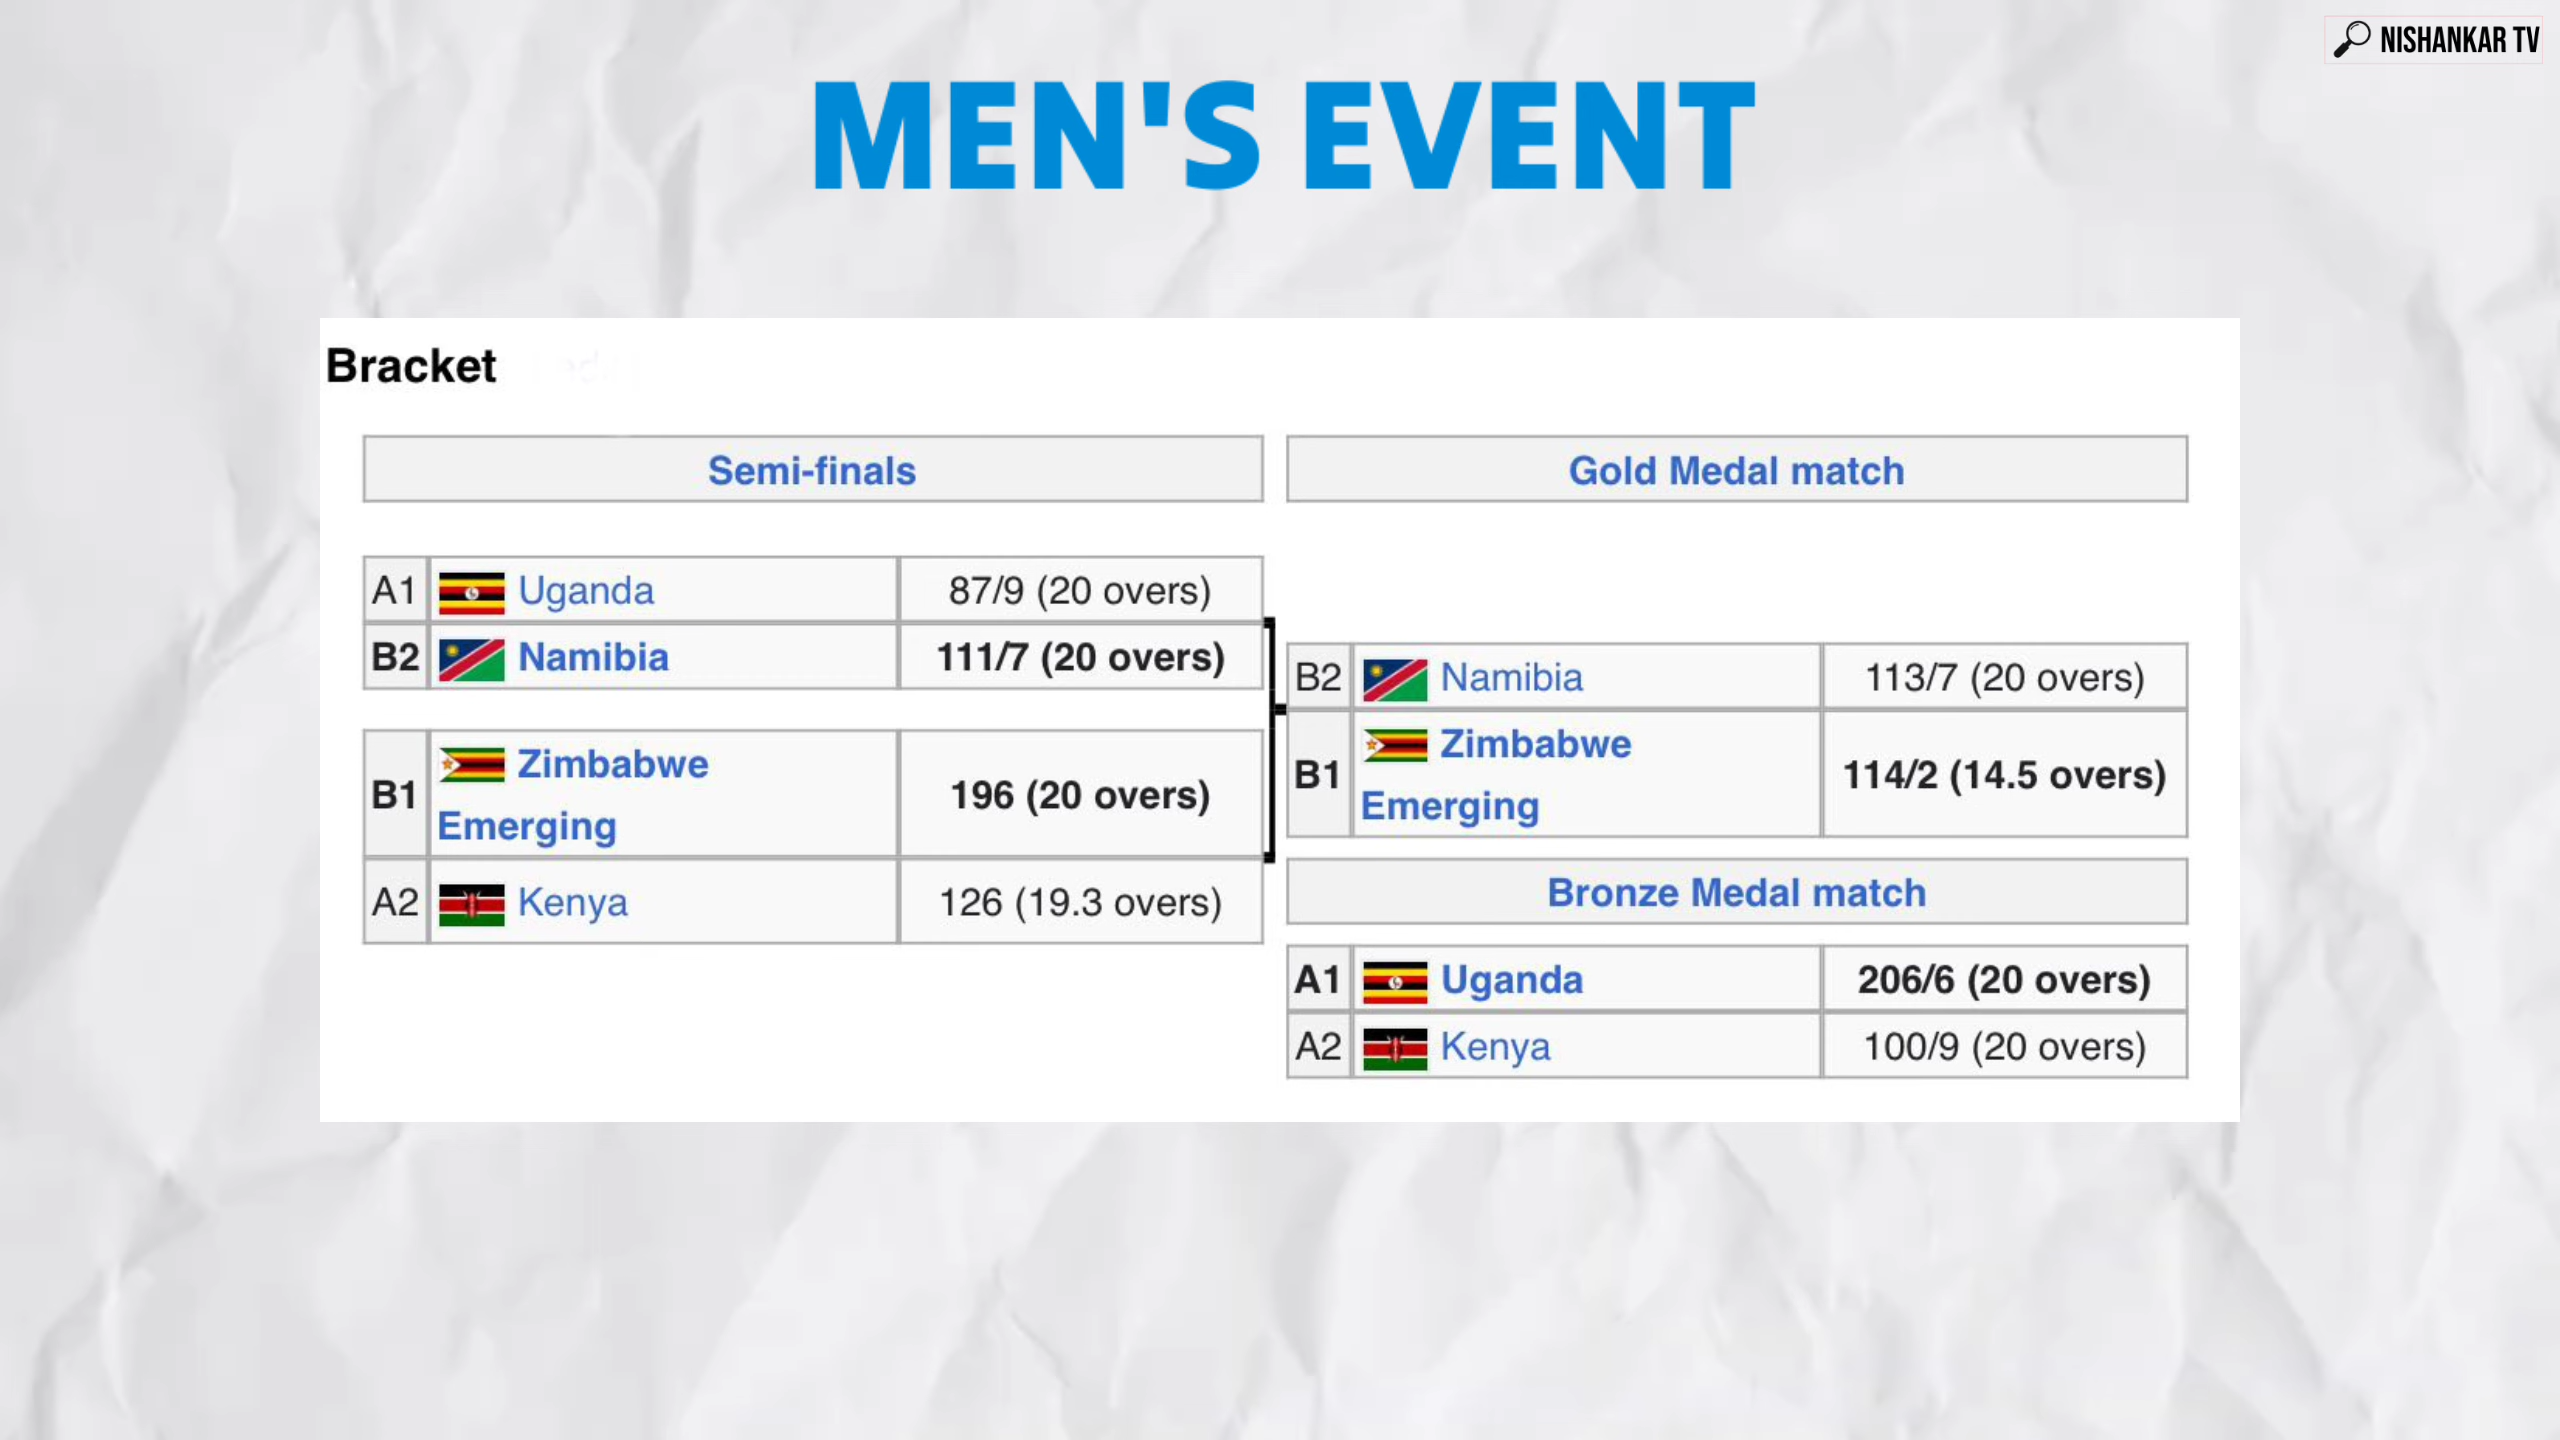 NISHANKAR TV
MEN'S EVENT
Bracket
Semi-finals
A1 Uganda 87/9 (20 overs)
B2 Namibia 111/7 (20 overs)
B1 Zimbabwe
Emerging 196 (20 overs)
A2 Kenya 126 (19.3 overs)
Gold Medal match
B2 Namibia 113/7 (20 overs)
B1 Zimbabwe
Emerging 114/2 (14.5 overs)
Bronze Medal match
A1 Uganda 206/6 (20 overs)
A2 Kenya 100/9 (20 overs)